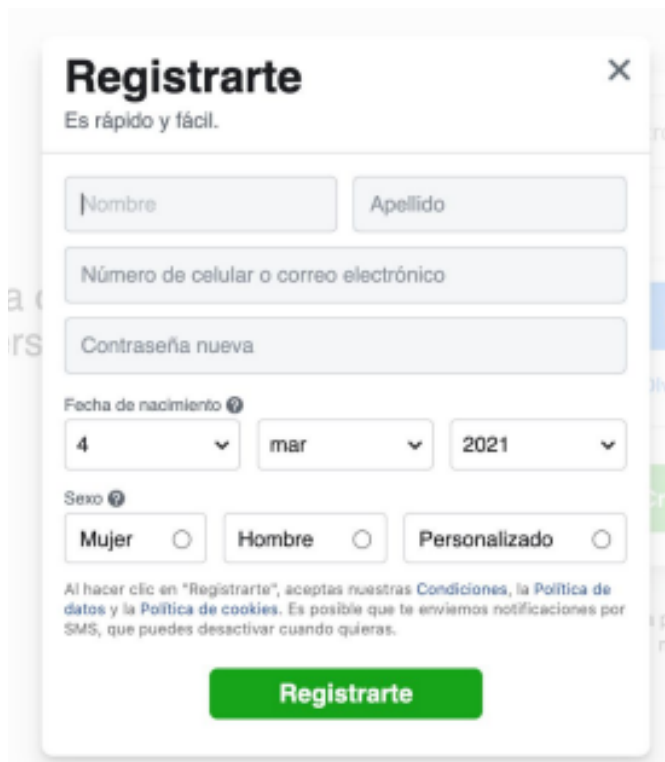 Registrarte
Es rápido y fácil.
Nombre
Apellido
Número de celular o correo electrónico
Contraseña nueva
Fecha de nacimiento
4 mar 2021
Sexo
Mujer Hombre Personalizado
Al hacer clic en "Registrarte", aceptas nuestras Condiciones, la Política de
datos y la Política de cookies. Es posible que te enviemos notificaciones por
SMS, que puedes desactivar cuando quieras.
Registrarte